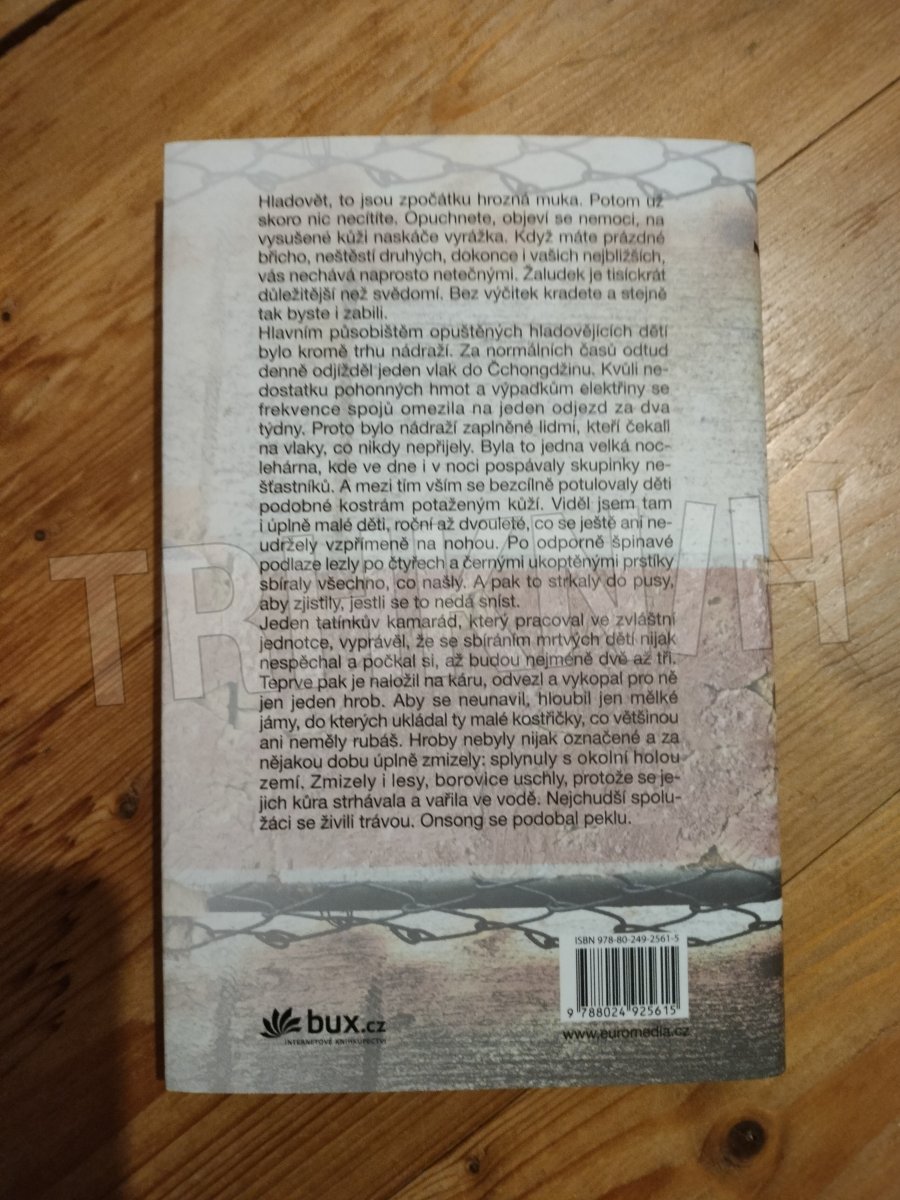 Hladovět, to jsou zpočátku hrozná muka. Potom už
skoro nic necítíte. Opuchnete, objeví se nemoci, na
vysušené kůži naskáče vyrážka. Když máte prázdné
břicho, neštěstí druhých, dokonce i vašich nejbližších,
vás nechává naprosto netečnými. Žaludek je tisíckrát
důležitější než svědomí. Bez výčitek kradete a stejně
tak byste i zabili.
Hlavním působištěm opuštěných hladovějících dětí
bylo kromě trhu nádraží. Za normálních časů odtud
denně odjížděl jeden vlak do Čchongdžinu. Kvůli ne-
dostatku pohonných hmot a výpadkům elektřiny se
frekvence spojů omezila na jeden odjezd za dva
týdny. Proto bylo nádraží zaplněné lidmi, kteří čekali
na vlaky, co nikdy nepřijely. Byla to jedna velká noc-
lehárna, kde ve dne i v noci pospávaly skupinky ne-
šťastníků. A mezi tím vším se bezcílně potulovaly děti
podobné kostrám potaženým kůží. Viděl jsem tam
i úplně malé děti, roční až dvouleté, co se ještě ani ne-
udržely vzpřímeně na nohou. Po odporně špinavé
podlaze lezly po čtyřech a černými ukoptěnými prstíky
sbíraly všechno, co našly. A pak to strkaly do pusy,
aby zjistily, jestli se to nedá sníst.
Jeden tatínkův kamarád, který pracoval ve zvláštní
jednotce, vyprávěl, že se sbíráním mrtvých dětí nijak
nespěchal a počkal si, až budou nejméně dvě až tři.
Teprve pak je naložil na káru, odvezl a vykopal pro ně
jen jeden hrob. Aby se neunavil, hloubil jen mělké
jámy, do kterých ukládal ty malé kostřičky, co většinou
ani neměly rubáš. Hroby nebyly nijak označené a za
nějakou dobu úplně zmizely: splynuly s okolní holou
zemí. Zmizely i lesy, borovice uschly, protože se je-
jich kůra strhávala a vařila ve vodě. Nejchudší spolu-
žáci se živili trávou. Onsong se podobal peklu.
ISBN 978-80-249-2561-5
9 788024 925615
bux.cz
INTERNETOVÉ KNIHKUPECTVÍ
www.euromedia.cz